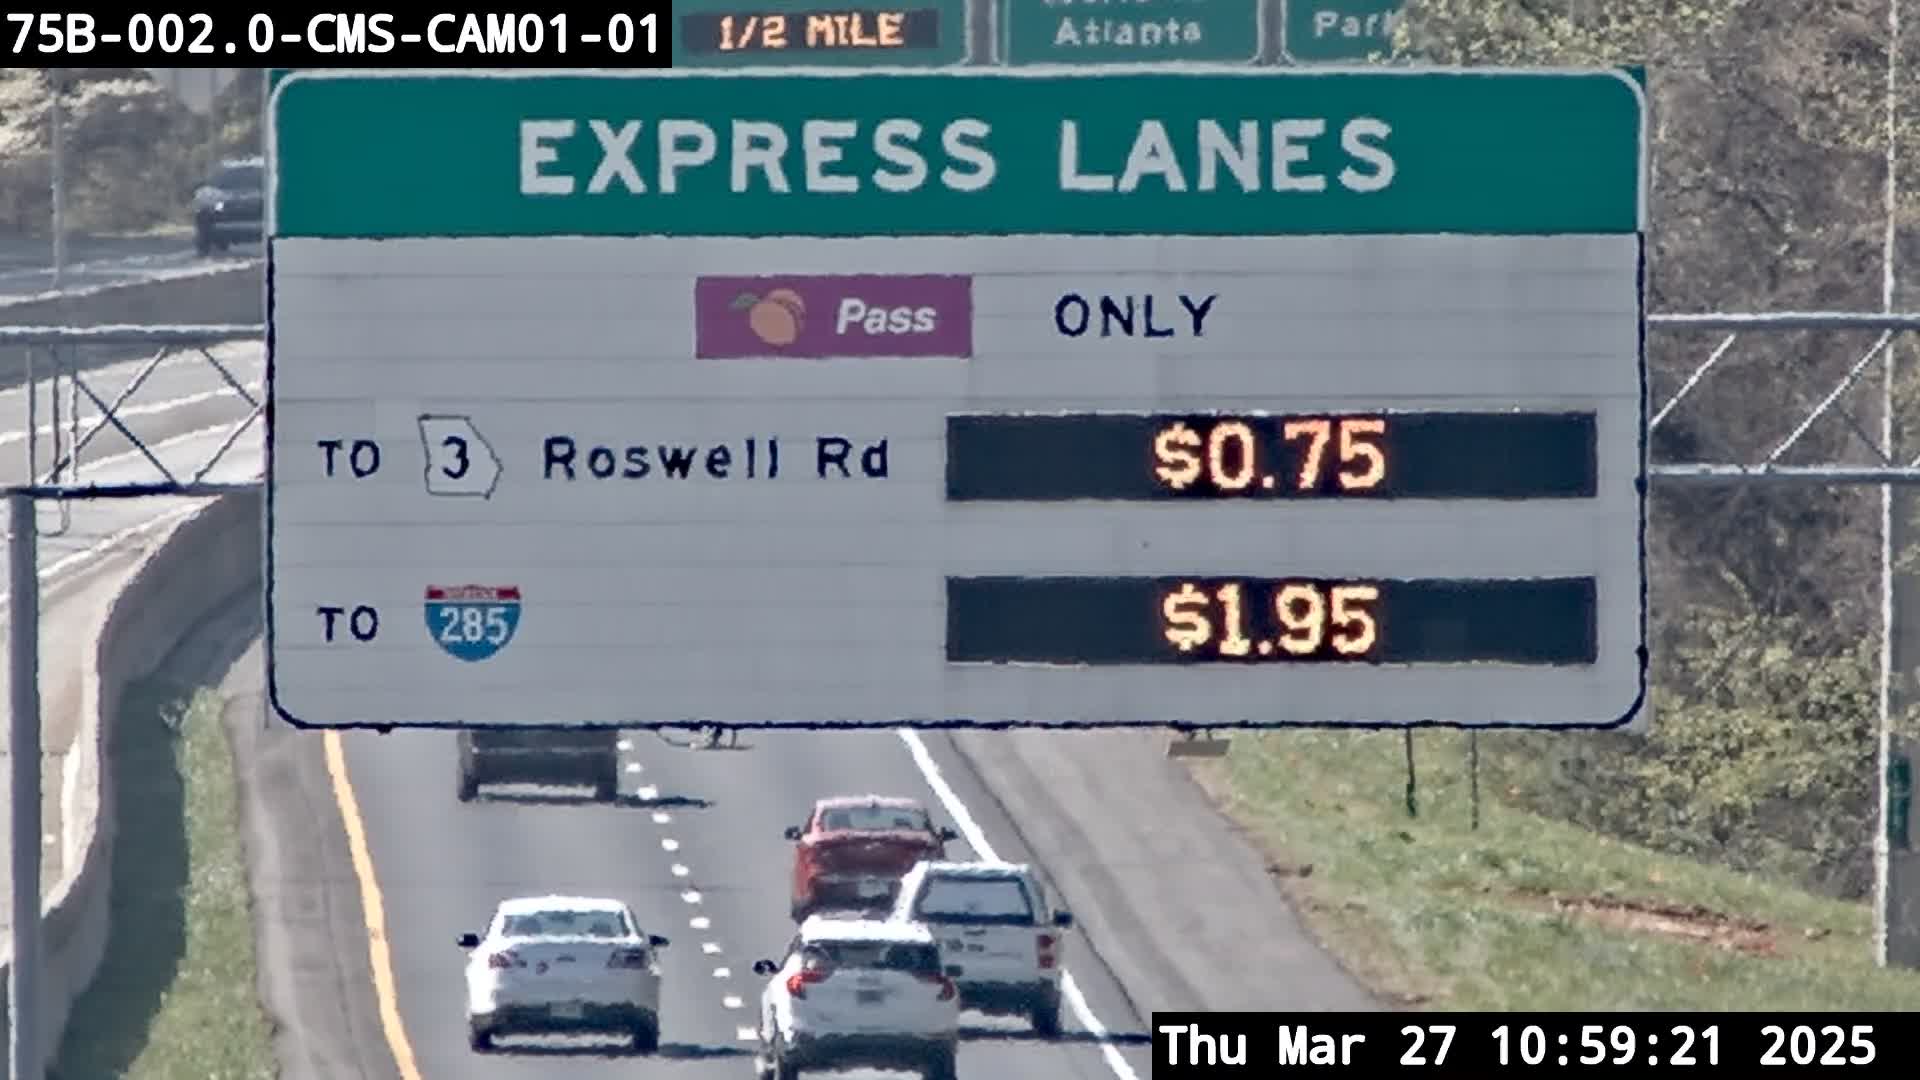 75B-002.0-CMS-CAM01-01
1/2 MILE
Atlanta
EXPRESS LANES
Pass ONLY
TO 3 Roswell Rd $0.75
TO 285 $1.95
Thu Mar 27 10:59:21 2025